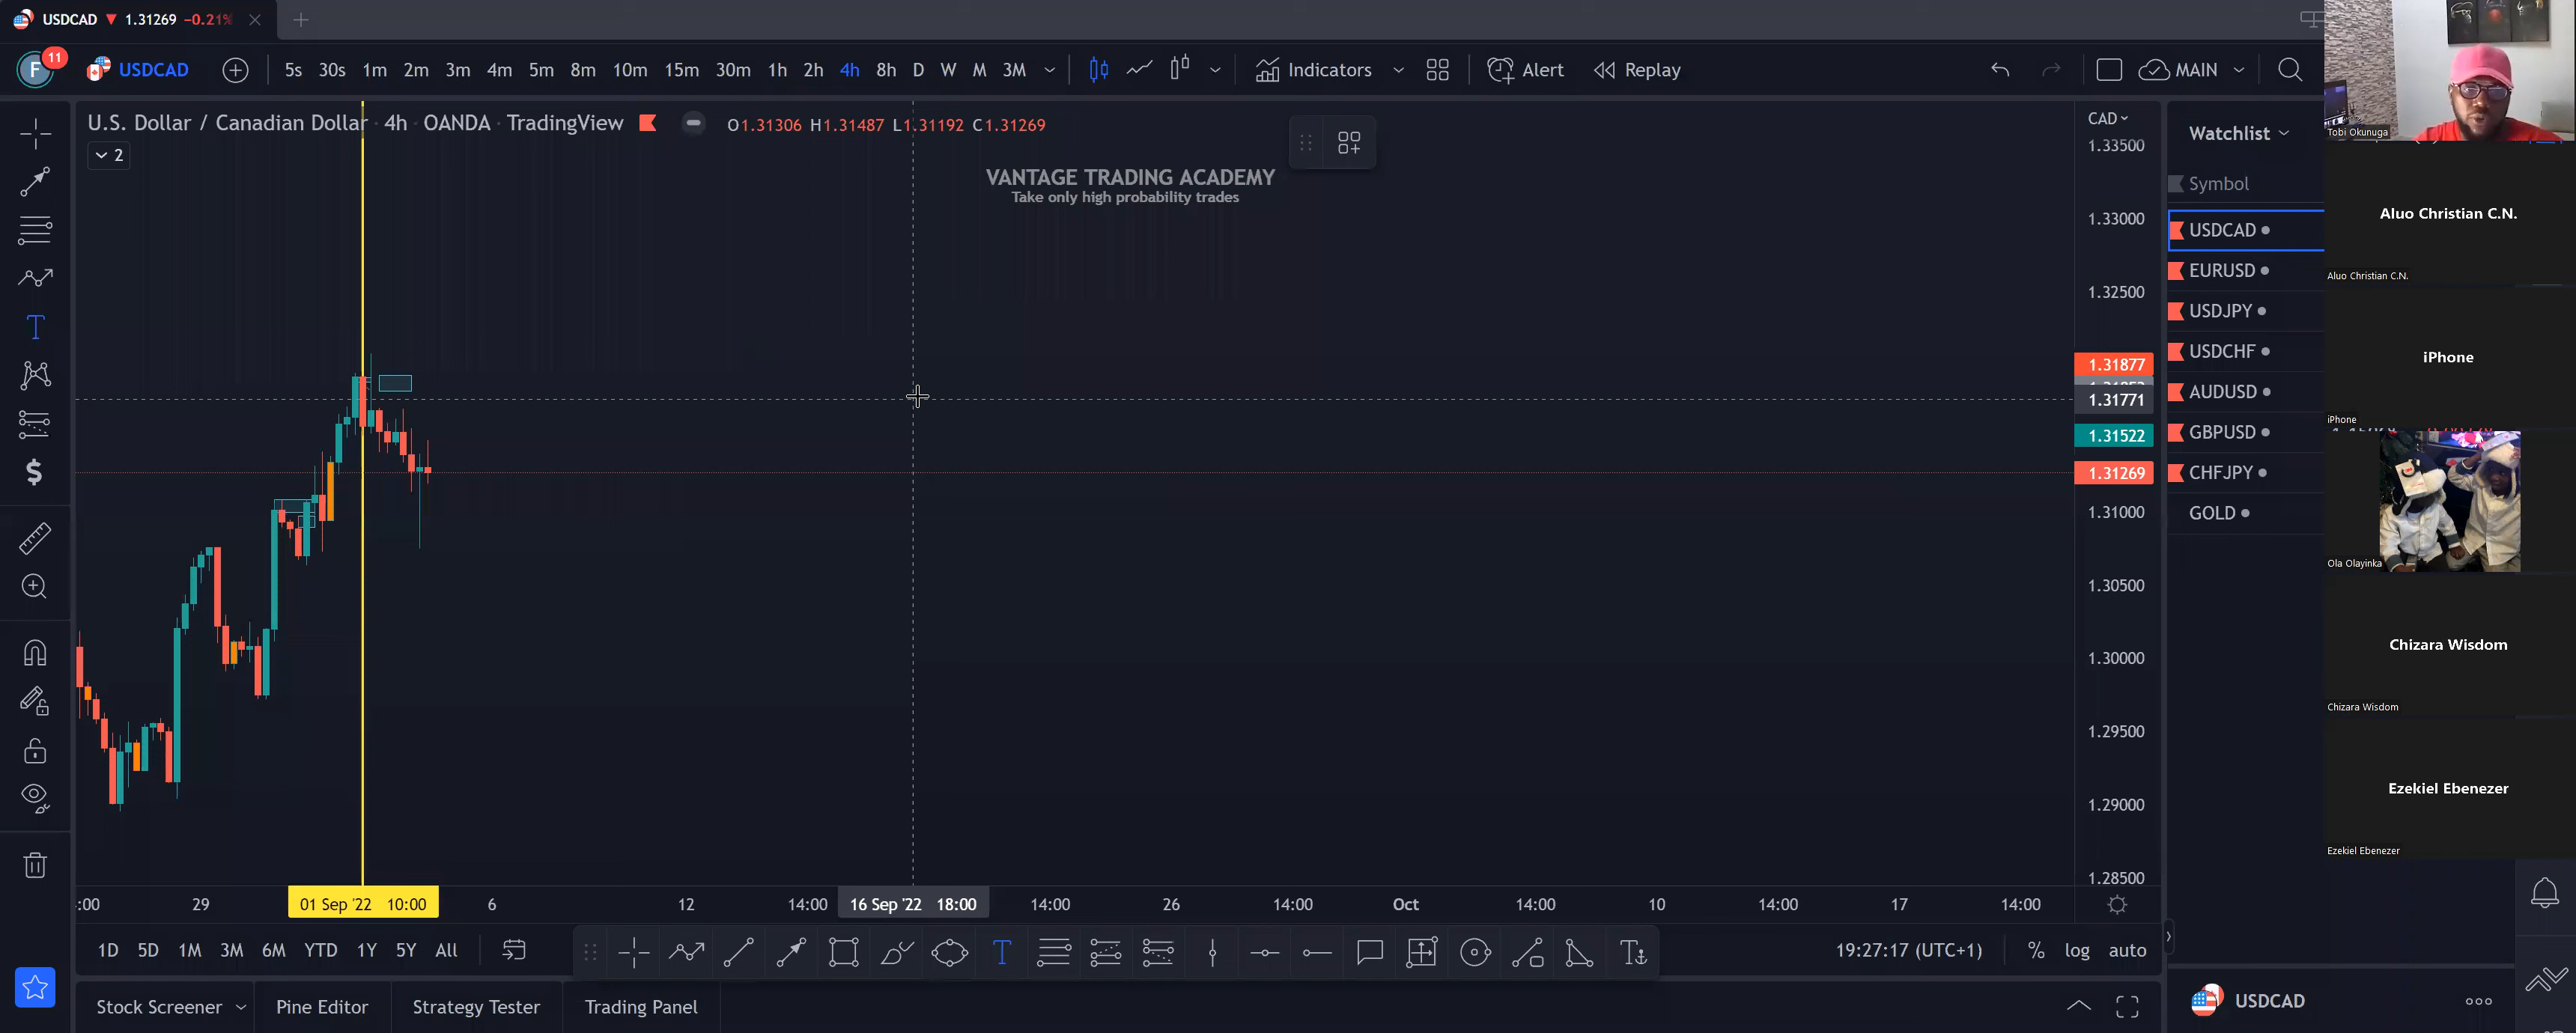 USDCAD ▼ 1.31269 −0.21%
F 11 USDCAD 5s 30s 1m 2m 3m 4m 5m 8m 10m 15m 30m 1h 2h 4h 8h D W M 3M Indicators Alert Replay MAIN
U.S. Dollar / Canadian Dollar 4h OANDA TradingView O1.31306 H1.31487 L1.31192 C1.31269
2
VANTAGE TRADING ACADEMY
Take only high probability trades
CAD
1.33500
1.33000
1.32500
1.31877
1.31771
1.31522
1.31269
1.31000
1.30500
1.30000
1.29500
1.29000
1.28500
Watchlist
Symbol
USDCAD
EURUSD
USDJPY
USDCHF
AUDUSD
GBPUSD
CHFJPY
GOLD
Tobi Okunuga
Aluo Christian C.N.
Aluo Christian C.N.
iPhone
iPhone
Ola Olayinka
Chizara Wisdom
Chizara Wisdom
Ezekiel Ebenezer
Ezekiel Ebenezer
:00 29 01 Sep '22 10:00 6 12 14:00 16 Sep '22 18:00 14:00 26 14:00 Oct 14:00 10 14:00 17 14:00
1D 5D 1M 3M 6M YTD 1Y 5Y All T T 19:27:17 (UTC+1) % log auto
Stock Screener Pine Editor Strategy Tester Trading Panel
USDCAD